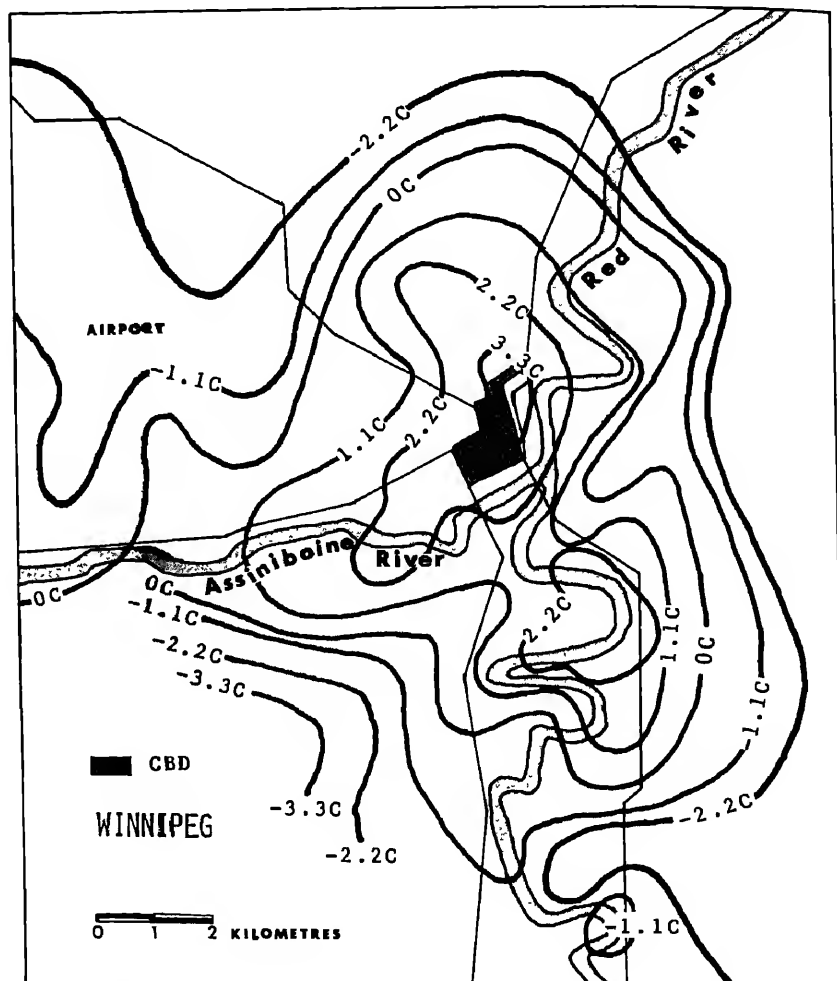 -2.2C
River
0C
Red
2.2C
AIRPORT
3.3C
-1.1C
1.1C
2.2C
Assiniboine River
0C
0C
-1.1C
2.2C
1.1C
0C
-2.2C
-3.3C
-1.1C
CBD
-3.3C
-2.2C
WINNIPEG
-2.2C
0 1 2 KILOMETRES
-1.1C